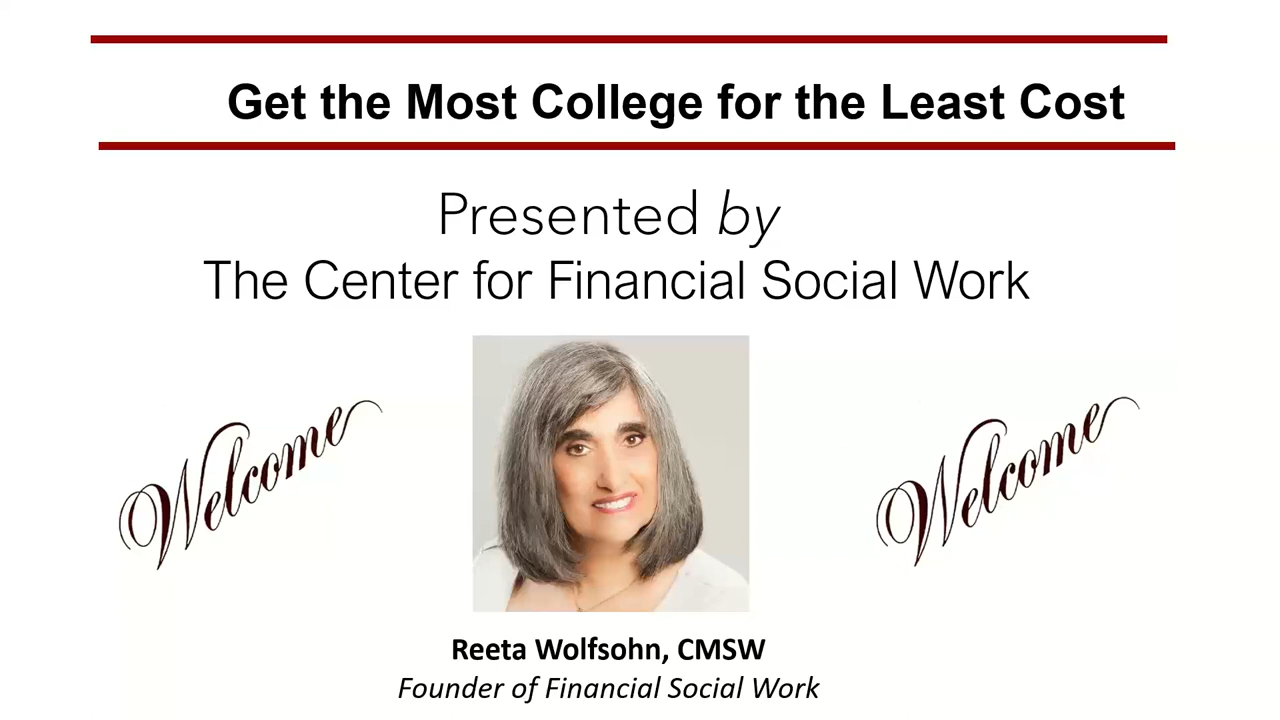 Get the Most College for the Least Cost
Presented by
The Center for Financial Social Work
Welcome
Welcome
Reeta Wolfsohn, CMSW
Founder of Financial Social Work